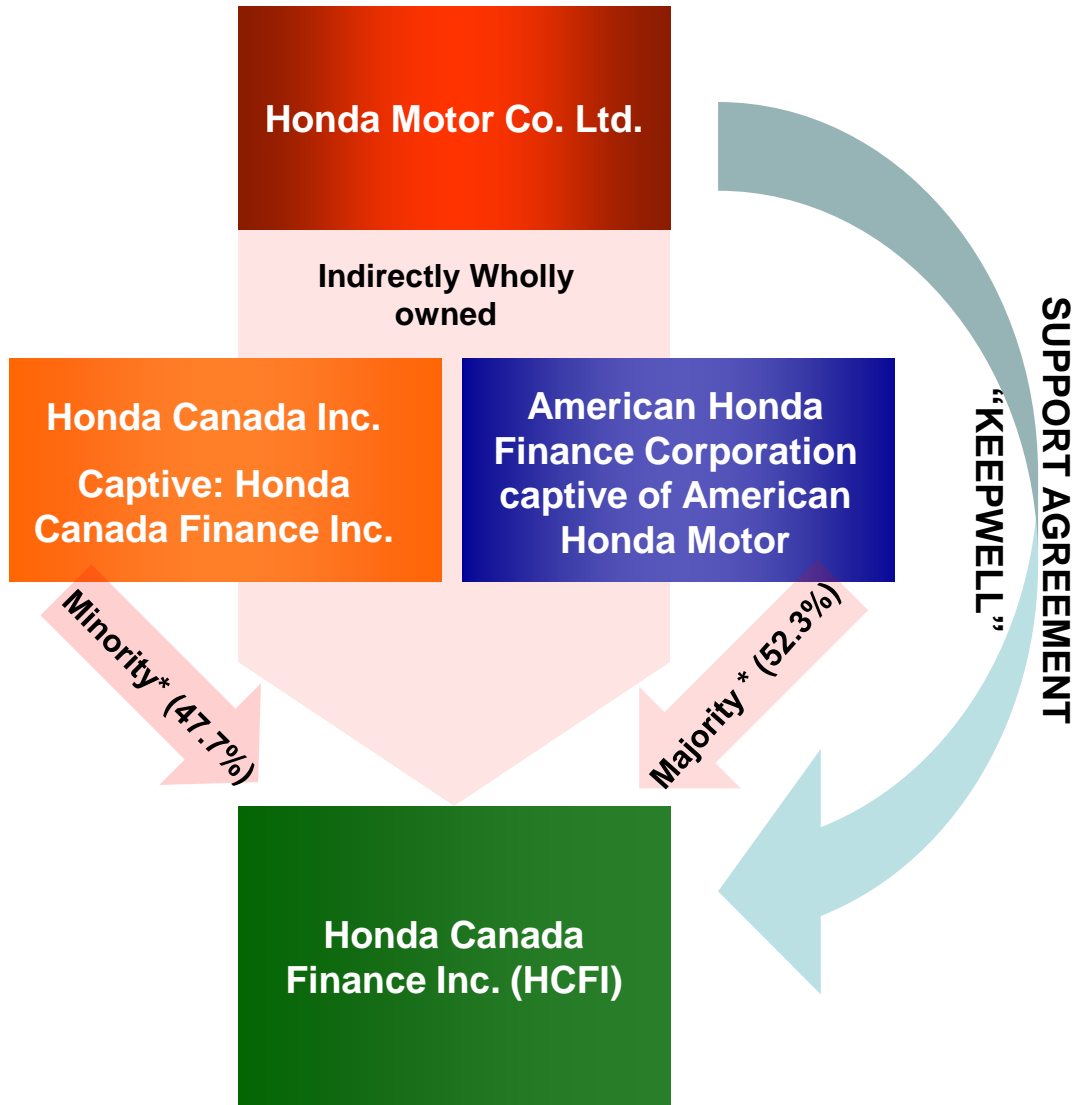 Honda Motor Co. Ltd.
Indirectly Wholly
owned
Honda Canada Inc.
Captive: Honda
Canada Finance Inc.
American Honda
Finance Corporation
captive of American
Honda Motor
SUPPORT AGREEMENT
“KEEPWELL”
Minority* (47.7%)
Majority * (52.3%)
Honda Canada
Finance Inc. (HCFI)